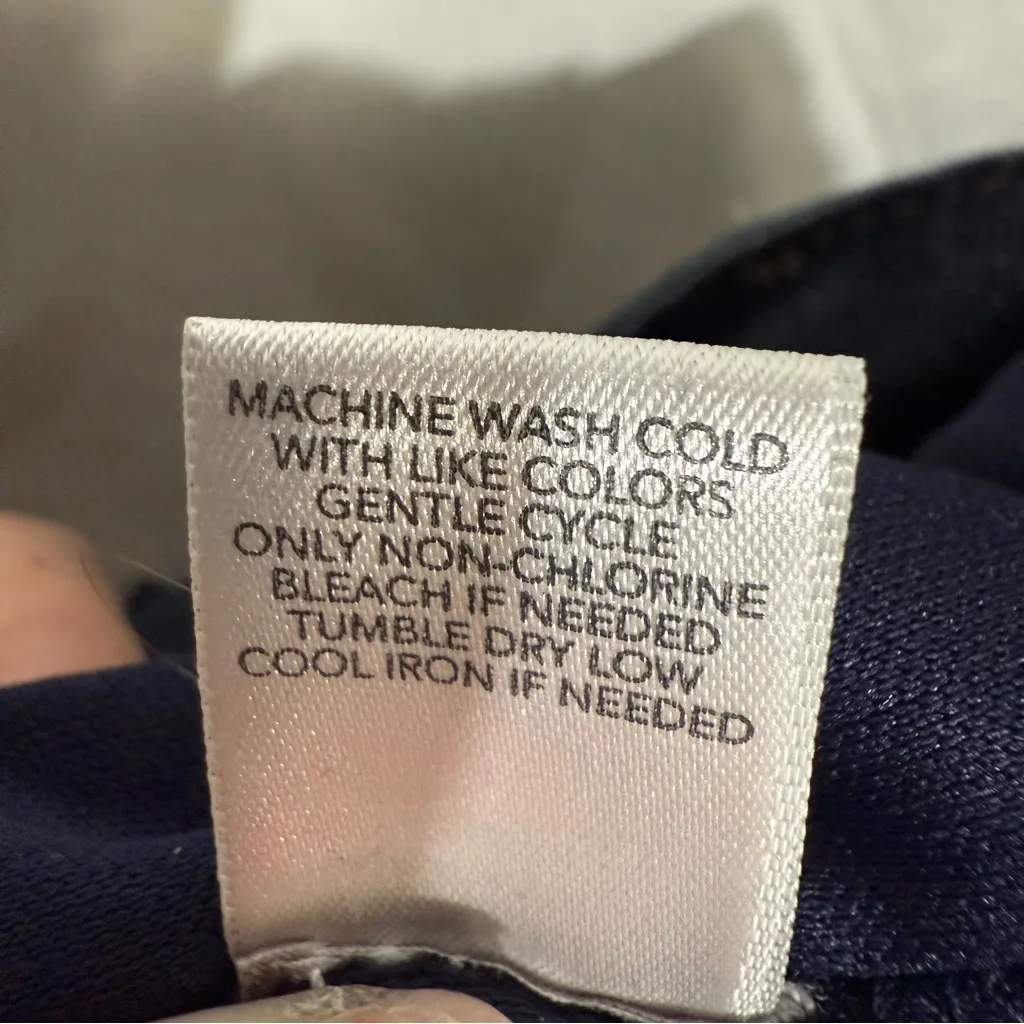 MACHINE WASH COLD
WITH LIKE COLORS
GENTLE CYCLE
ONLY NON-CHLORINE
BLEACH IF NEEDED
TUMBLE DRY LOW
COOL IRON IF NEEDED